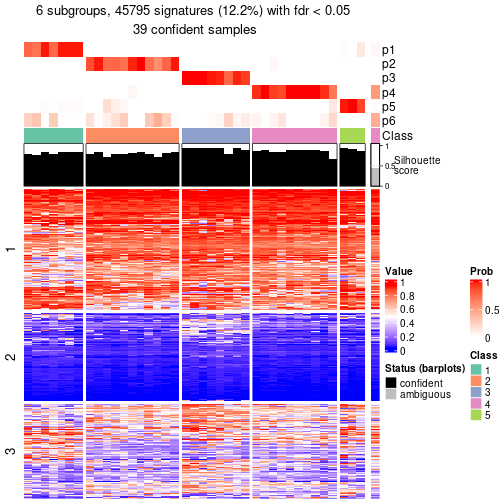 6 subgroups, 45795 signatures (12.2%) with fdr < 0.05
39 confident samples
p1
p2
p3
p4
p5
p6
Class
1
0.5
0
Silhouette
score
1
2
3
Value
1
0.8
0.6
0.4
0.2
0
Status (barplots)
confident
ambiguous
Prob
1
0.5
0
Class
1
2
3
4
5